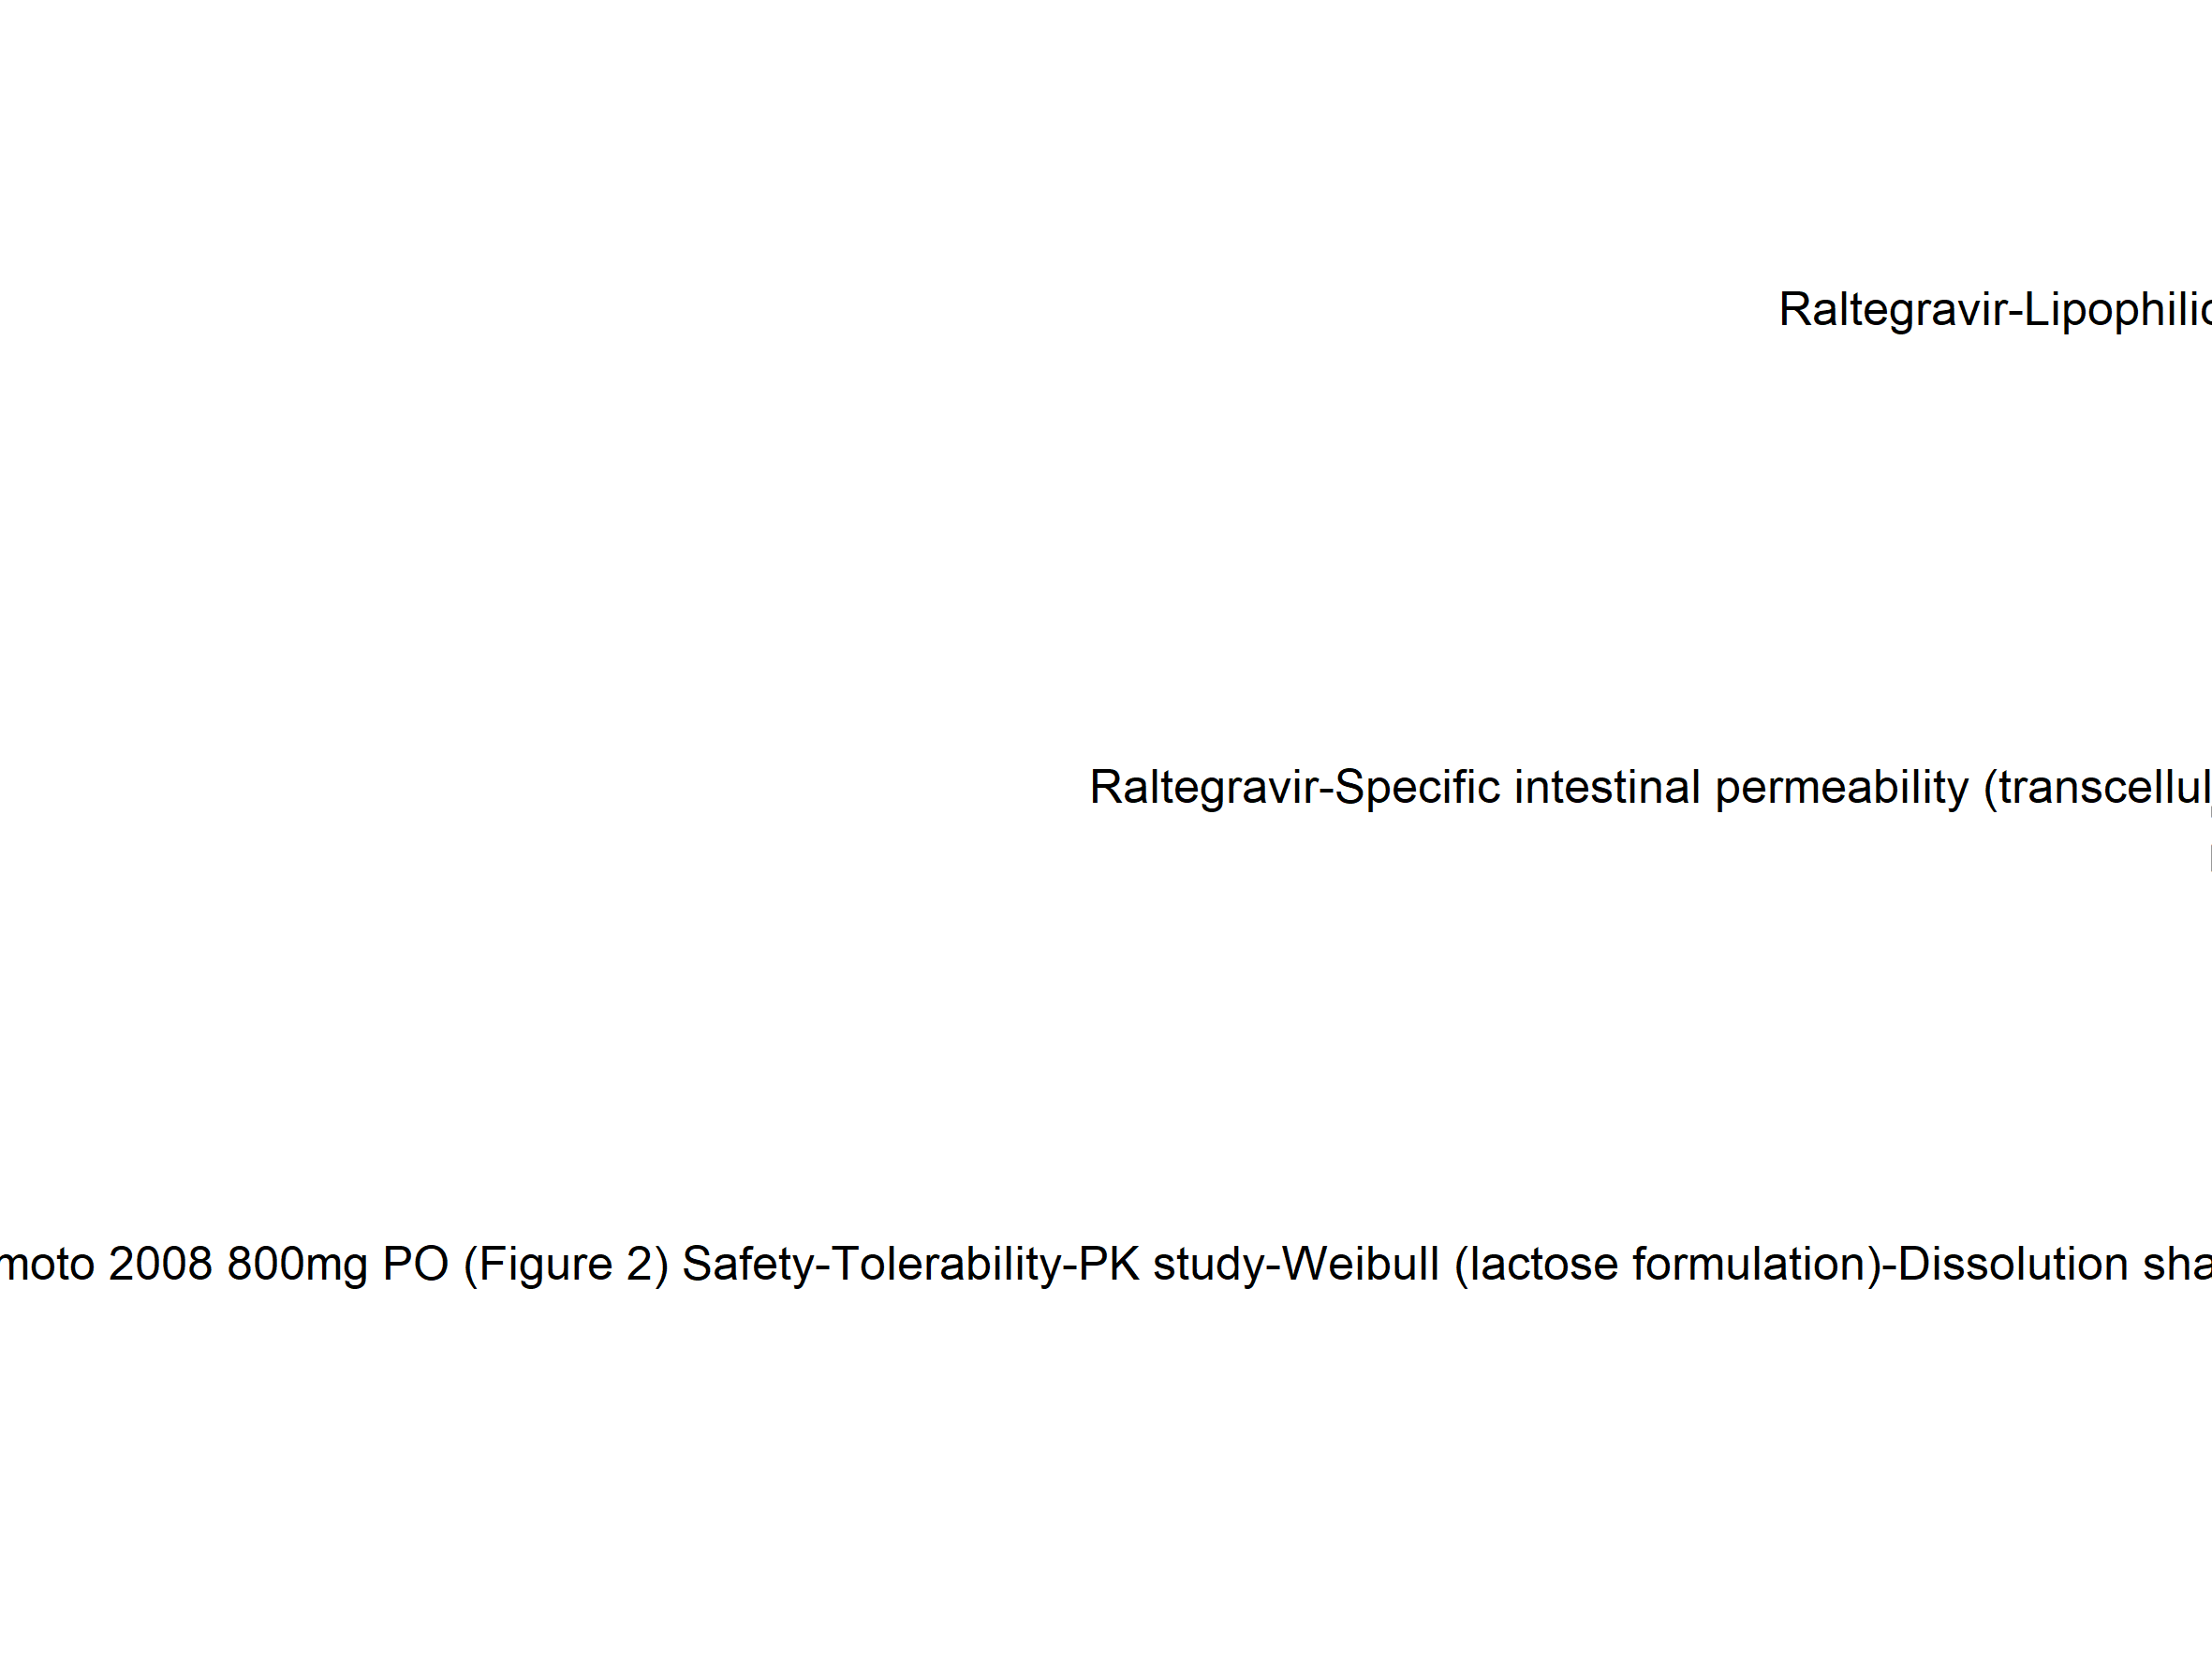 Raltegravir-Lipophilic
Raltegravir-Specific intestinal permeability (transcellul
moto 2008 800mg PO (Figure 2) Safety-Tolerability-PK study-Weibull (lactose formulation)-Dissolution sha